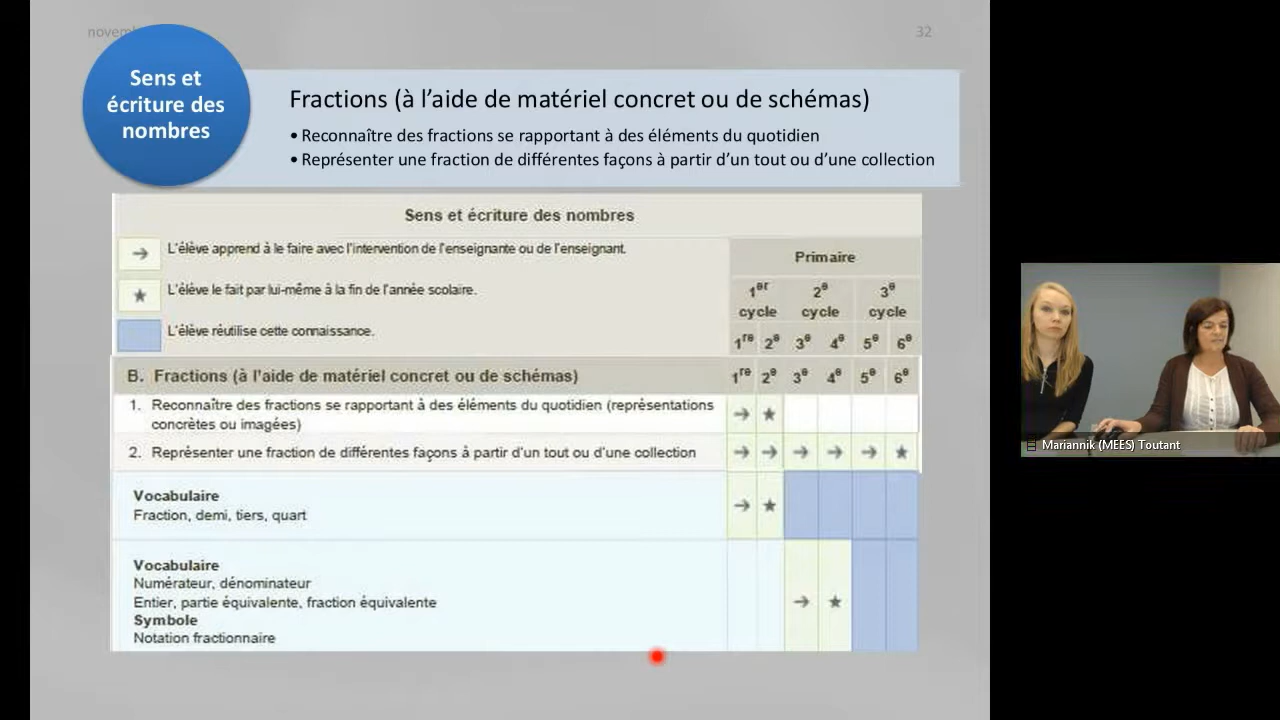 novem
32
Sens et
écriture des
nombres
Fractions (à l'aide de matériel concret ou de schémas)
• Reconnaître des fractions se rapportant à des éléments du quotidien
• Représenter une fraction de différentes façons à partir d'un tout ou d'une collection
Sens et écriture des nombres
→ L'élève apprend à le faire avec l'intervention de l'enseignante ou de l'enseignant.
Primaire
★ L'élève le fait par lui-même à la fin de l'année scolaire.
1er cycle 2e cycle 3e cycle
L'élève réutilise cette connaissance.
1re 2e 3e 4e 5e 6e
B. Fractions (à l'aide de matériel concret ou de schémas) 1re 2e 3e 4e 5e 6e
1. Reconnaître des fractions se rapportant à des éléments du quotidien (représentations
concrètes ou imagées) → ★
2. Représenter une fraction de différentes façons à partir d'un tout ou d'une collection → → → → → ★
Vocabulaire
Fraction, demi, tiers, quart → ★
Vocabulaire
Numérateur, dénominateur
Entier, partie équivalente, fraction équivalente → ★
Symbole
Notation fractionnaire
Mariannik (MEES) Toutant